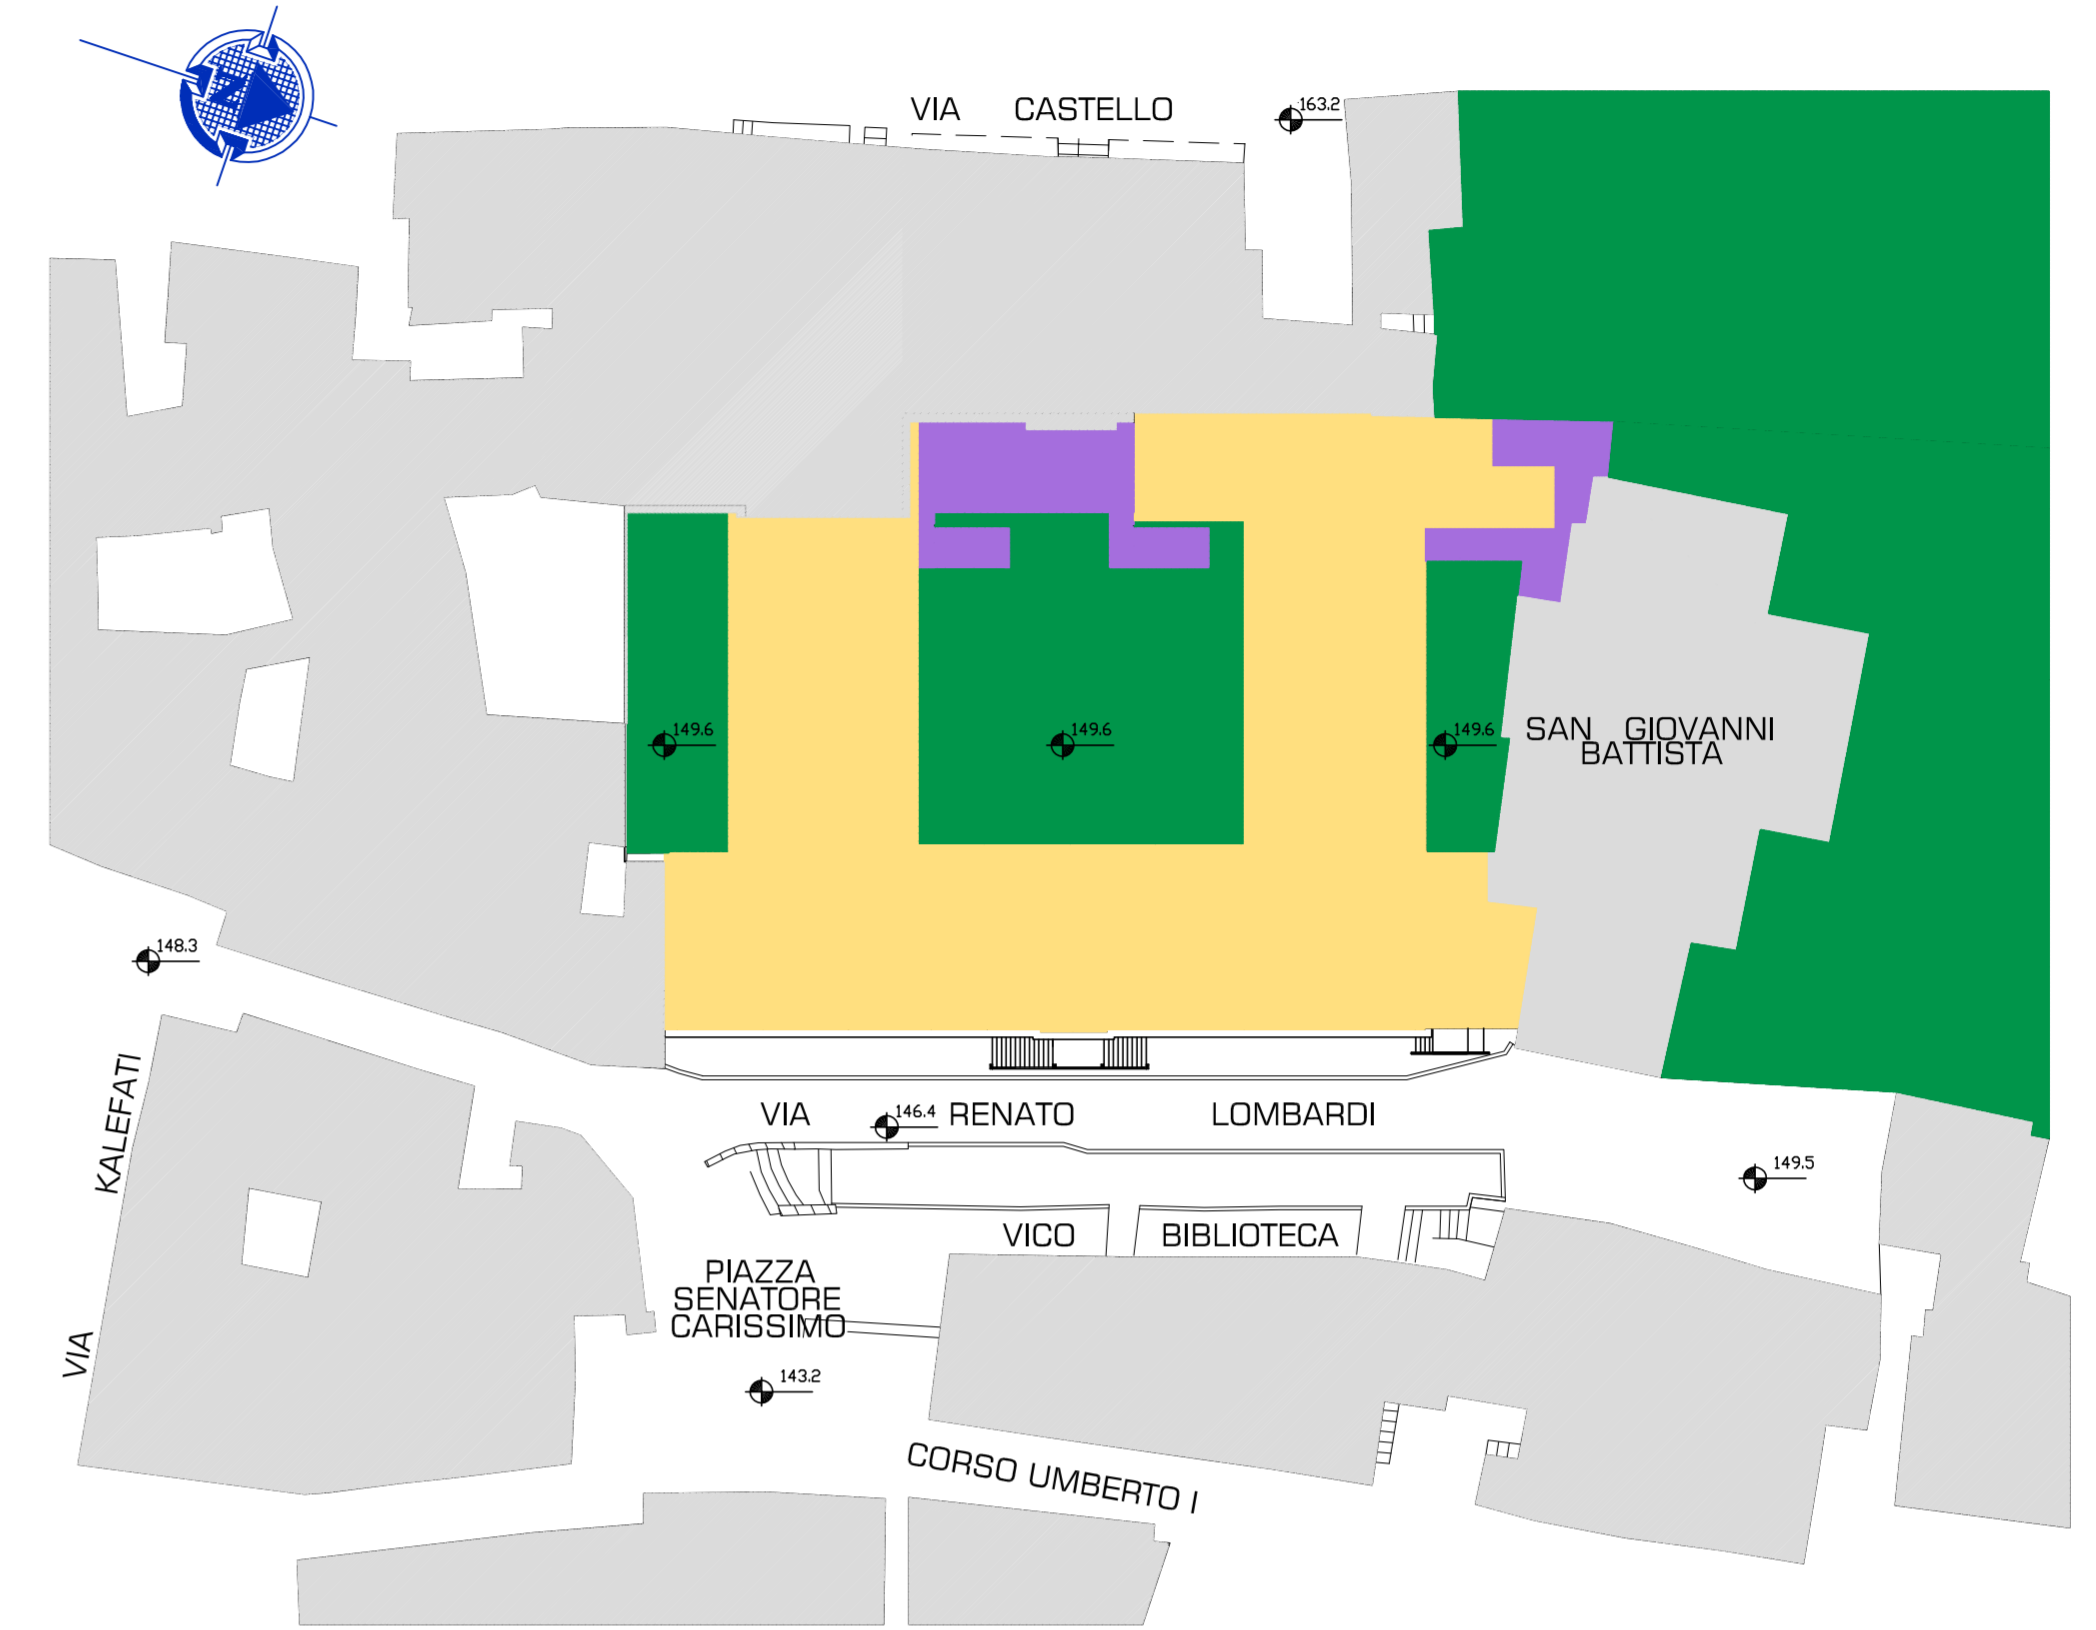 N
VIA CASTELLO
163.2
149.6
149.6
149.6
SAN GIOVANNI
BATTISTA
148.3
VIA KALEFATI
VIA RENATO LOMBARDI
146.4
149.5
VICO BIBLIOTECA
PIAZZA
SENATORE
CARISSIMO
143.2
CORSO UMBERTO I